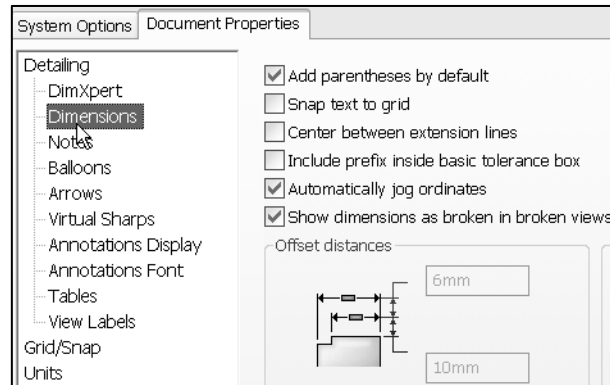 System Options Document Properties
Detailing
DimXpert
Dimensions
Notes
Balloons
Arrows
Virtual Sharps
Annotations Display
Annotations Font
Tables
View Labels
Grid/Snap
Units
Add parentheses by default
Snap text to grid
Center between extension lines
Include prefix inside basic tolerance box
Automatically jog ordinates
Show dimensions as broken in broken views
Offset distances
6mm
10mm